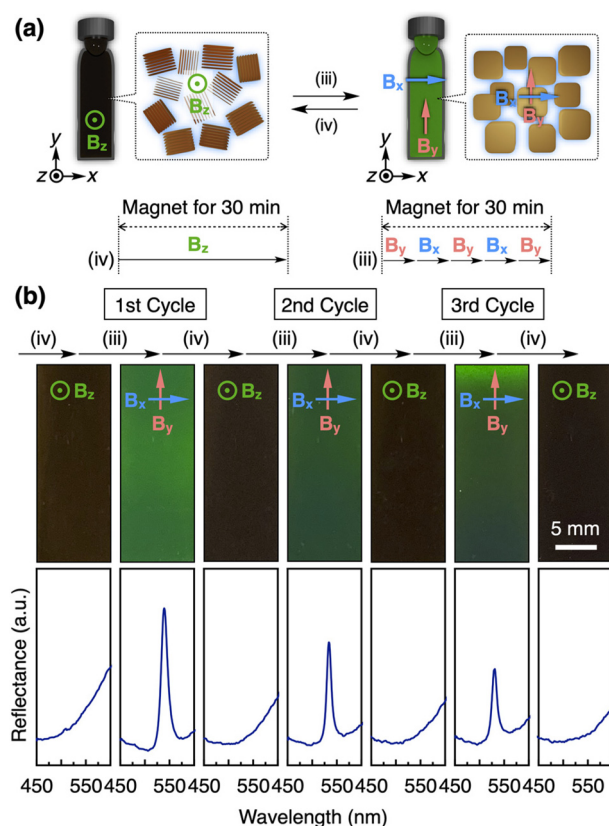 (a)
B_z
B_z
(iii)
(iv)
B_x
B_y
B_x
B_y
y
z x
y
z x
Magnet for 30 min
Magnet for 30 min
(iv) B_z
(iii) B_y B_x B_y B_x B_y
(b)
1st Cycle 2nd Cycle 3rd Cycle
(iv) (iii) (iv) (iii) (iv) (iii) (iv)
B_z B_x B_y B_z B_x B_y B_z B_x B_y B_z
5 mm
Reflectance (a.u.)
450 550 450 550 450 550 450 550 450 550 450 550 450 550
Wavelength (nm)